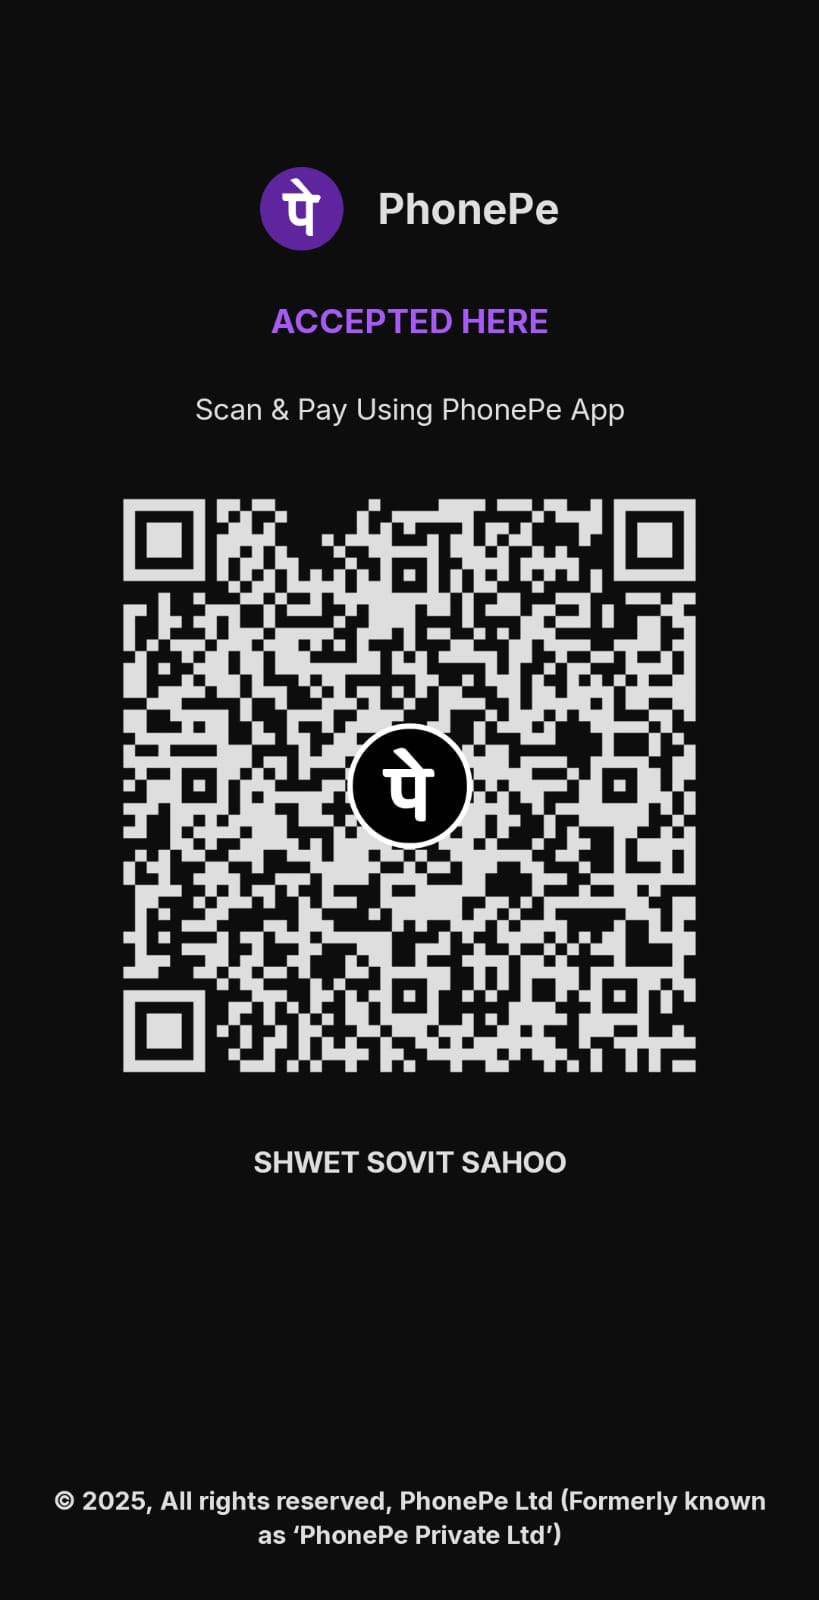 पे PhonePe
ACCEPTED HERE
Scan & Pay Using PhonePe App
पे
SHWET SOVIT SAHOO
© 2025, All rights reserved, PhonePe Ltd (Formerly known
as ‘PhonePe Private Ltd’)